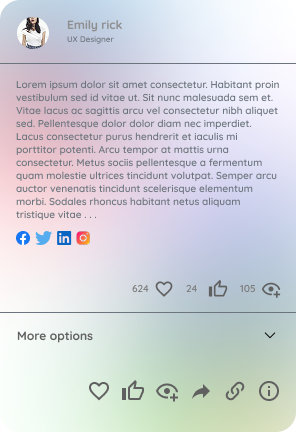 Emily rick
UX Designer
Lorem ipsum dolor sit amet consectetur. Habitant proin
vestibulum sed id vitae ut. Sit nunc malesuada sem et.
Vitae lacus ac sagittis arcu vel consectetur nibh aliquet
sed. Pellentesque dolor dolor diam nec imperdiet.
Lacus consectetur purus hendrerit et iaculis mi
porttitor potenti. Arcu tempor at mattis urna
consectetur. Metus sociis pellentesque a fermentum
quam molestie ultrices tincidunt volutpat. Semper arcu
auctor venenatis tincidunt scelerisque elementum
morbi. Sodales rhoncus habitant netus aliquam
tristique vitae . . .
624 24 105
More options